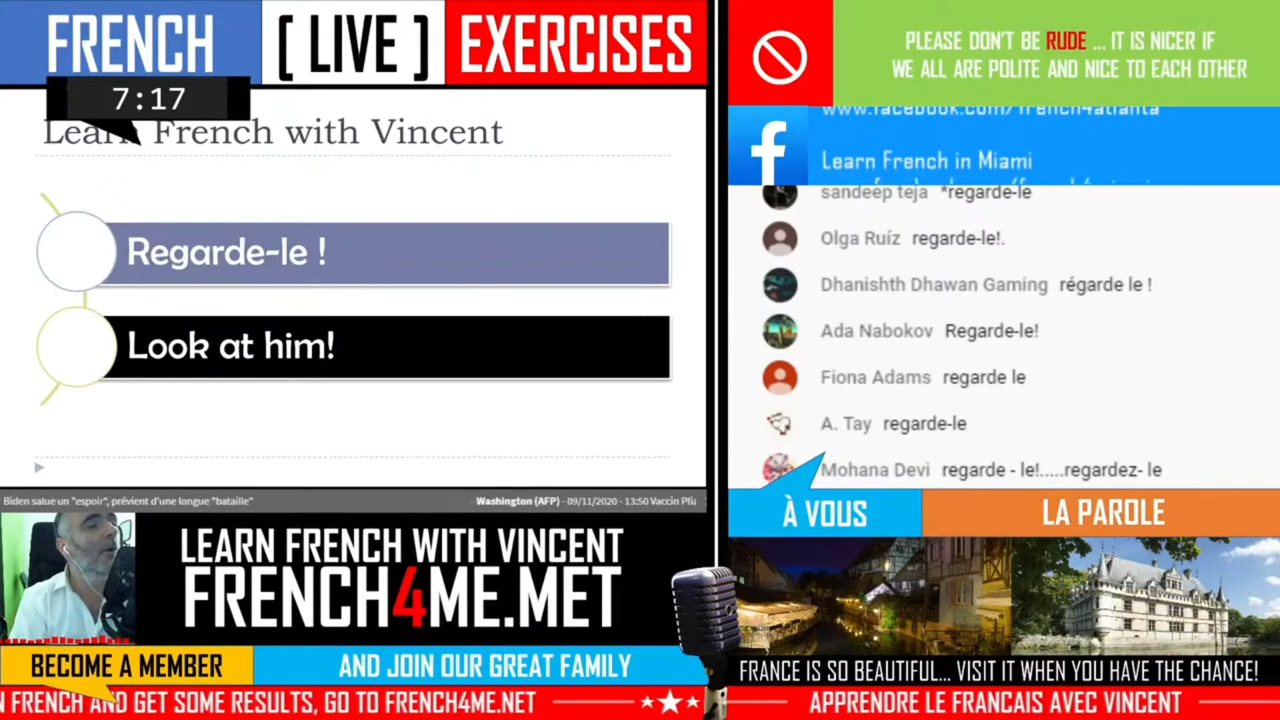 FRENCH
[ LIVE ]
EXERCISES
7:17
Learn French with Vincent
Regarde-le !
Look at him!
Biden salue un "espoir", prévient d'une longue "bataille"
Washington (AFP) - 09/11/2020 - 13:50 Vaccin Pfi
LEARN FRENCH WITH VINCENT
FRENCH4ME.MET
BECOME A MEMBER
AND JOIN OUR GREAT FAMILY
N FRENCH AND GET SOME RESULTS, GO TO FRENCH4ME.NET
PLEASE DON'T BE RUDE ... IT IS NICER IF
WE ALL ARE POLITE AND NICE TO EACH OTHER
www.facebook.com/french4atlanta
Learn French in Miami
sandeep teja *regarde-le
Olga Ruíz regarde-le!.
Dhanishth Dhawan Gaming régarde le !
Ada Nabokov Regarde-le!
Fiona Adams regarde le
A. Tay regarde-le
Mohana Devi regarde - le!.....regardez- le
À VOUS
LA PAROLE
FRANCE IS SO BEAUTIFUL... VISIT IT WHEN YOU HAVE THE CHANCE!
APPRENDRE LE FRANCAIS AVEC VINCENT